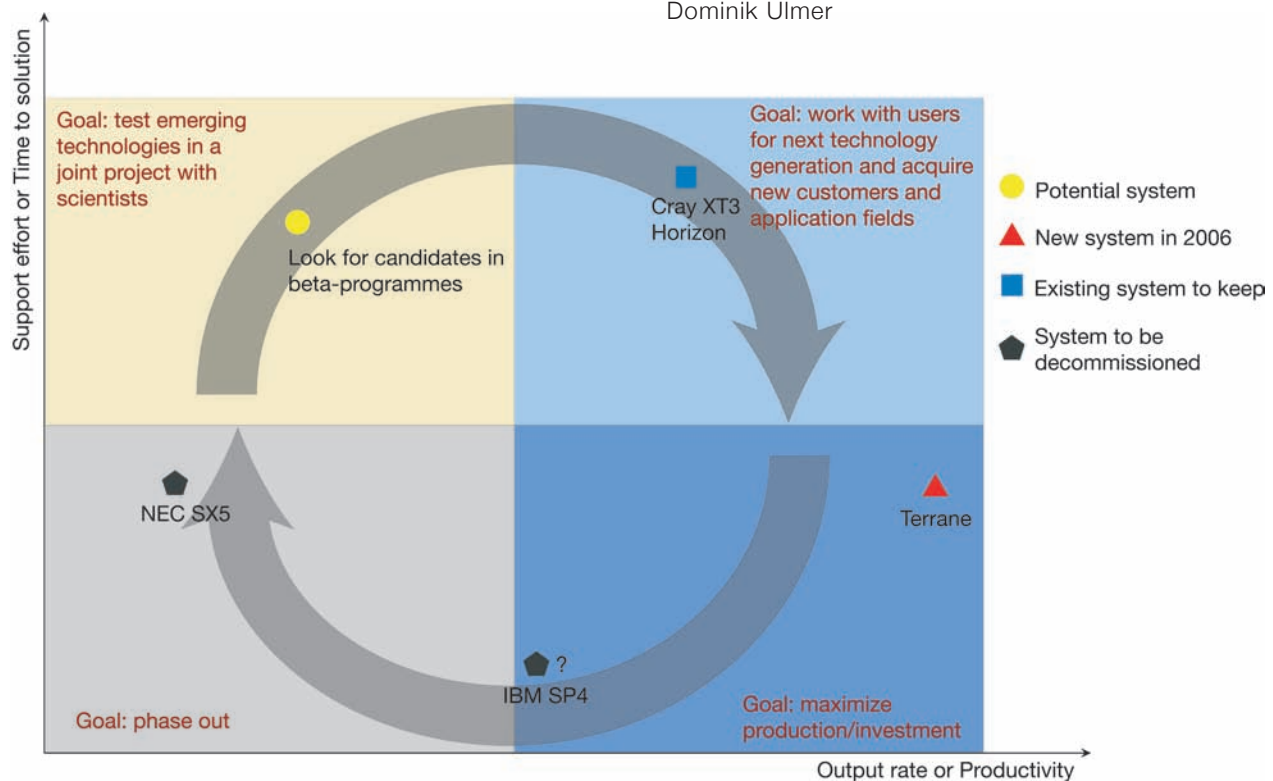 Dominik Ulmer
Support effort or Time to solution
Goal: test emerging
technologies in a
joint project with
scientists
Goal: work with users
for next technology
generation and acquire
new customers and
application fields
Cray XT3
Horizon
Look for candidates in
beta-programmes
Potential system
New system in 2006
Existing system to keep
System to be
decommissioned
NEC SX5
Terrane
?
IBM SP4
Goal: phase out
Goal: maximize
production/investment
Output rate or Productivity